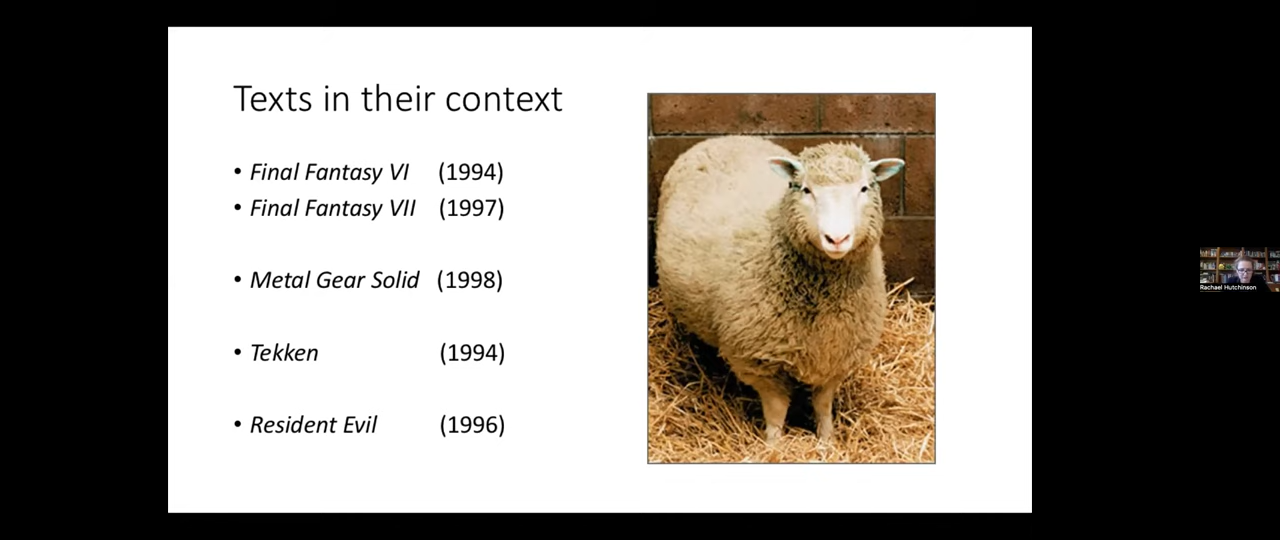 Texts in their context
• Final Fantasy VI (1994)
• Final Fantasy VII (1997)
• Metal Gear Solid (1998)
• Tekken (1994)
• Resident Evil (1996)
Rachael Hutchinson